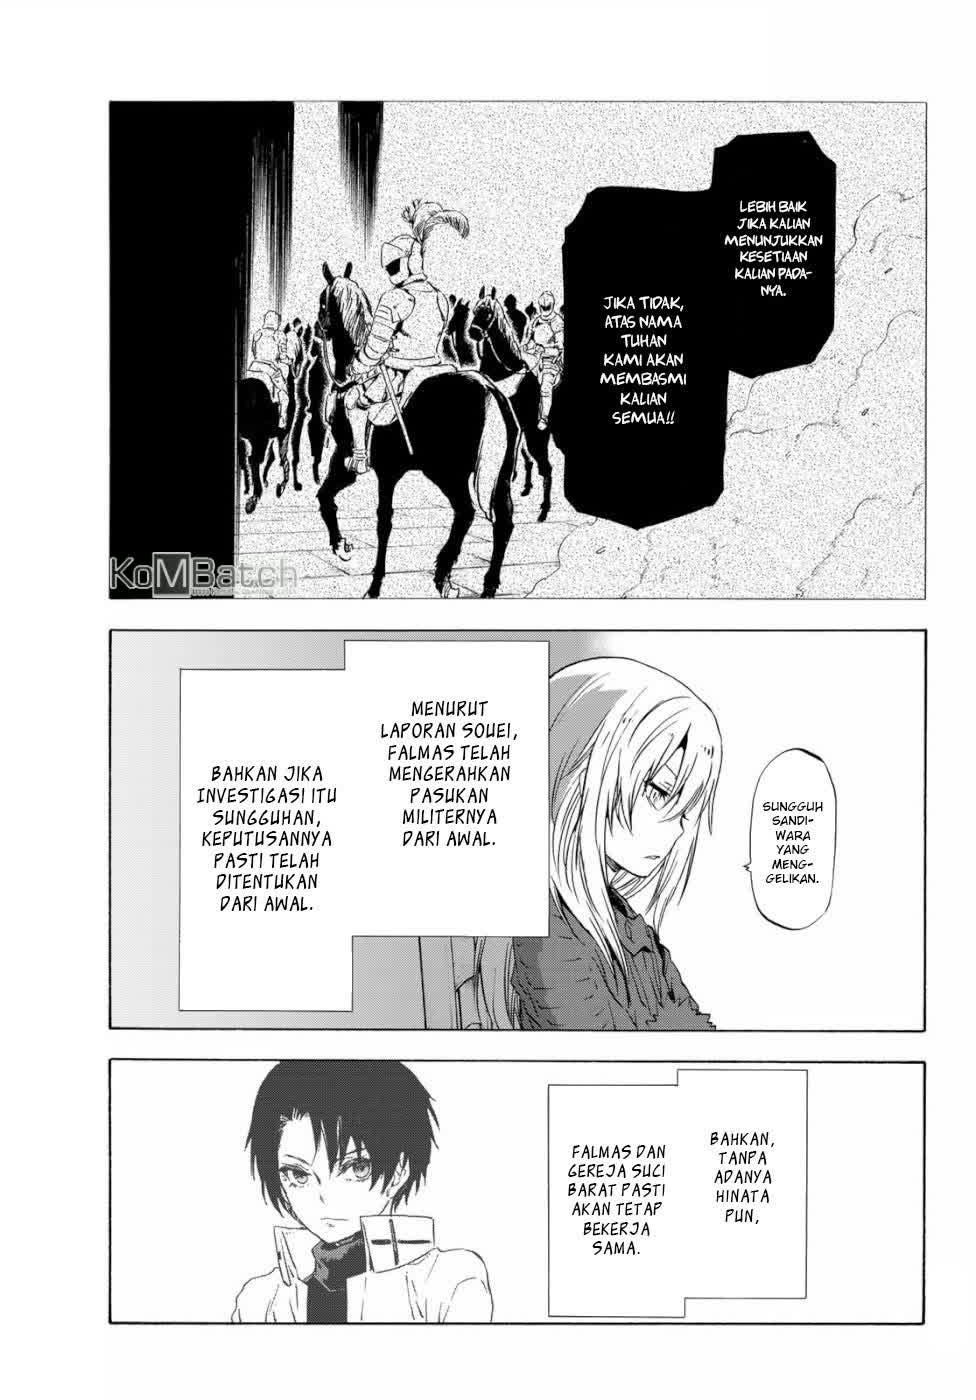 LEBIH BAIK
JIKA KALIAN
MENUNJUKKAN
KESETIAAN
KALIAN PADA-
NYA.
JIKA TIDAK,
ATAS NAMA
TUHAN
KAMI AKAN
MEMBASMI
KALIAN
SEMUA!!
KoMBatch
SUNGGUH
SANDI-
WARA
YANG
MENG-
GELIKAN.
MENURUT
LAPORAN SOUEI,
FALMAS TELAH
MENGERAHKAN
PASUKAN
MILITERNYA
DARI AWAL.
BAHKAN JIKA
INVESTIGASI ITU
SUNGGUHAN,
KEPUTUSANNYA
PASTI TELAH
DITENTUKAN
DARI AWAL.
BAHKAN,
TANPA
ADANYA
HINATA
PUN,
FALMAS DAN
GEREJA SUCI
BARAT PASTI
AKAN TETAP
BEKERJA
SAMA.